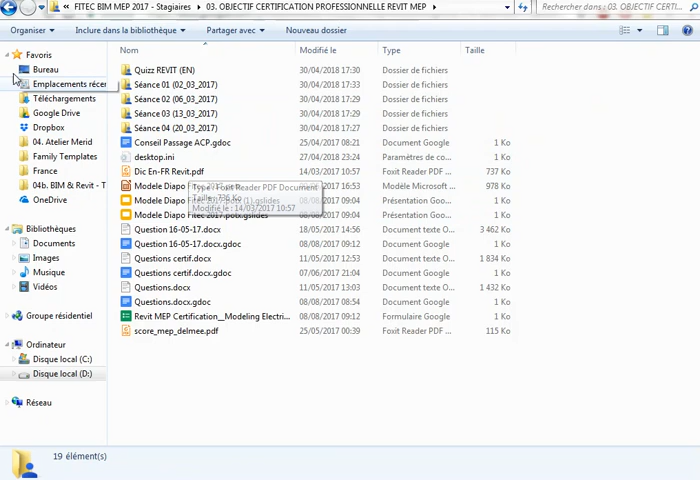 FITEC BIM MEP 2017 - Stagiaires ▸ 03. OBJECTIF CERTIFICATION PROFESSIONNELLE REVIT MEP ▸
Rechercher dans : 03. OBJECTIF CERTI...
Organiser Inclure dans la bibliothèque Partager avec Nouveau dossier
Nom Modifié le Type Taille
Favoris
Bureau
Emplacements récer
Téléchargements
Google Drive
Dropbox
04. Atelier Merid
Family Templates
France
04b. BIM & Revit - T
OneDrive
Bibliothèques
Documents
Images
Musique
Vidéos
Groupe résidentiel
Ordinateur
Disque local (C:)
Disque local (D:)
Réseau
Quizz REVIT (EN) 30/04/2018 17:30 Dossier de fichiers
Séance 01 (02_03_2017) 30/04/2018 17:30 Dossier de fichiers
Séance 02 (06_03_2017) 30/04/2018 17:30 Dossier de fichiers
Séance 03 (13_03_2017) 30/04/2018 17:30 Dossier de fichiers
Séance 04 (20_03_2017) 30/04/2018 17:27 Dossier de fichiers
Conseil Passage ACP.gdoc 25/04/2017 08:21 Document Google 1 Ko
desktop.ini 27/04/2018 23:24 Paramètres de co... 1 Ko
Dic En-FR Revit.pdf 14/03/2017 10:57 Foxit Reader PDF ... 737 Ko
Modele Diapo 16:53 Modèle Microsoft ... 978 Ko
Modele Diapo 09:04 Présentation Goo... 1 Ko
Modele Diapo Fitec 2017.potx.gslides 08/08/2017 09:04 Présentation Goo... 1 Ko
Type : Foxit Reader PDF Document
Taille : 736 Ko
Modifié le : 14/03/2017 10:57
Question 16-05-17.docx 18/05/2017 14:56 Document texte O... 3 462 Ko
Question 16-05-17.docx.gdoc 08/08/2017 09:12 Document Google 1 Ko
Questions certif.docx 11/05/2017 12:53 Document texte O... 1 834 Ko
Questions certif.docx.gdoc 07/06/2017 21:04 Document Google 1 Ko
Questions.docx 11/05/2017 13:03 Document texte O... 1 432 Ko
Questions.docx.gdoc 08/08/2017 08:54 Document Google 1 Ko
Revit MEP Certification__Modeling Electri... 08/08/2017 09:12 Formulaire Google 1 Ko
score_mep_delmee.pdf 25/05/2017 00:39 Foxit Reader PDF ... 115 Ko
19 élément(s)